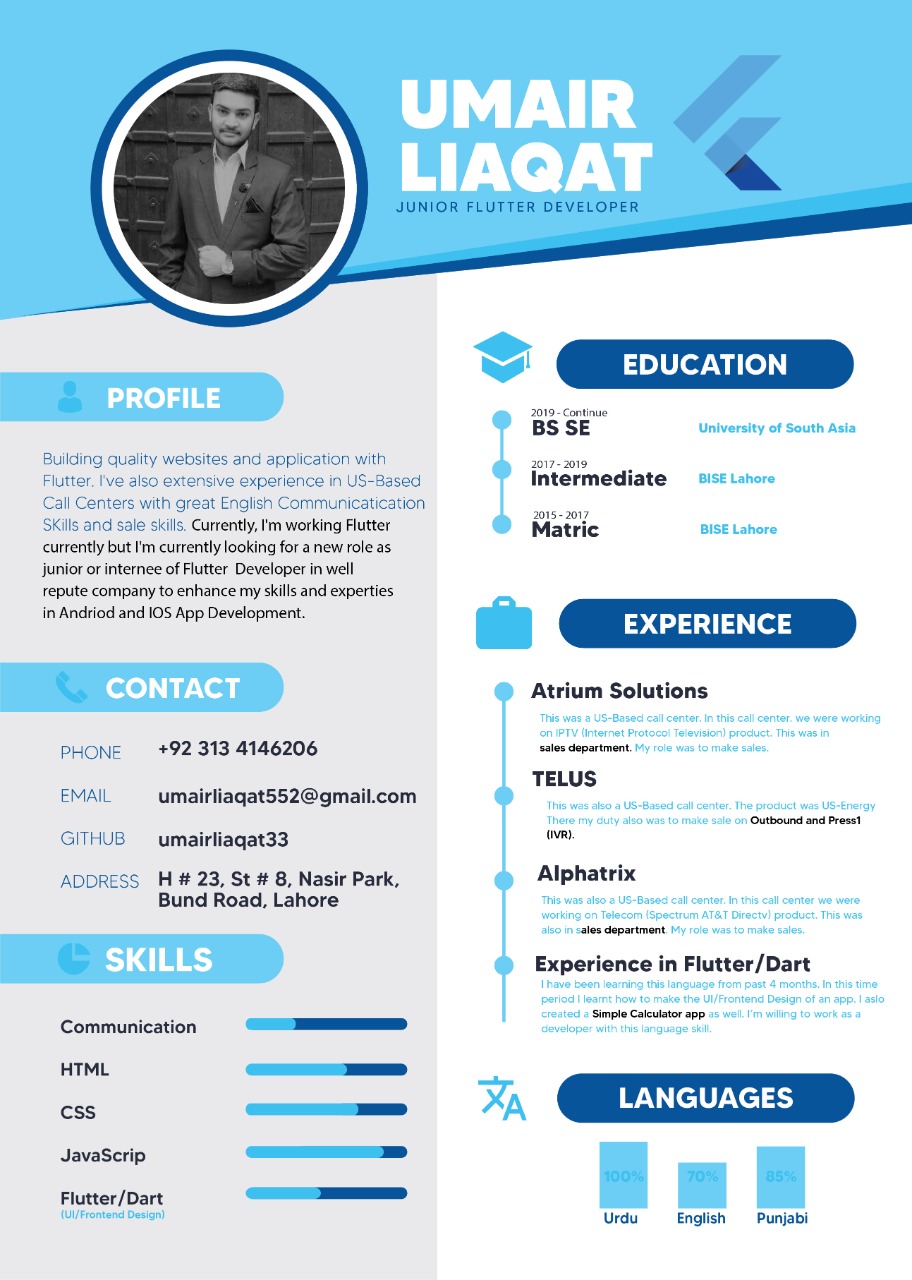 UMAIR
LIAQAT
JUNIOR FLUTTER DEVELOPER
PROFILE
Building quality websites and application with
Flutter. I've also extensive experience in US-Based
Call Centers with great English Communicatication
SKills and sale skills. Currently, I'm working Flutter
currently but I'm currently looking for a new role as
junior or internee of Flutter Developer in well
repute company to enhance my skills and experties
in Andriod and IOS App Development.
CONTACT
PHONE +92 313 4146206
EMAIL umairliaqat552@gmail.com
GITHUB umairliaqat33
ADDRESS H # 23, St # 8, Nasir Park,
Bund Road, Lahore
SKILLS
Communication
HTML
CSS
JavaScrip
Flutter/Dart
(UI/Frontend Design)
EDUCATION
2019 - Continue
BS SE University of South Asia
2017 - 2019
Intermediate BISE Lahore
2015 - 2017
Matric BISE Lahore
EXPERIENCE
Atrium Solutions
This was a US-Based call center. In this call center. we were working
on IPTV (Internet Protocol Television) product. This was in
sales department. My role was to make sales.
TELUS
This was also a US-Based call center. The product was US-Energy
There my duty also was to make sale on Outbound and Press1
(IVR).
Alphatrix
This was also a US-Based call center. In this call center we were
working on Telecom (Spectrum AT&T Directv) product. This was
also in sales department. My role was to make sales.
Experience in Flutter/Dart
I have been learning this language from past 4 months. In this time
period I learnt how to make the UI/Frontend Design of an app. I aslo
created a Simple Calculator app as well. I'm willing to work as a
developer with this language skill.
LANGUAGES
100% 70% 85%
Urdu English Punjabi